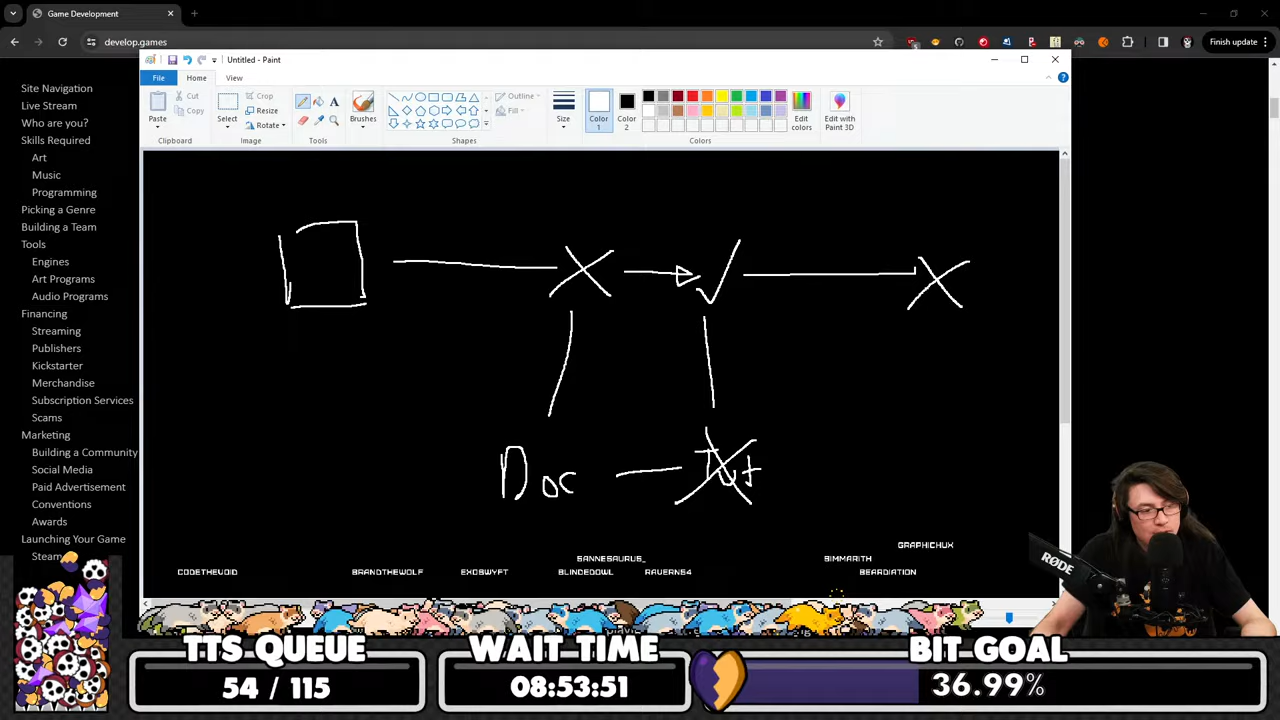 Game Development
develop.games
Finish update
Untitled - Paint
File
Home
View
Paste
Cut
Copy
Clipboard
Select
Crop
Resize
Rotate
Image
Tools
Brushes
Shapes
Outline
Fill
Size
Color 1
Color 2
Colors
Edit colors
Edit with Paint 3D
Site Navigation
Live Stream
Who are you?
Skills Required
Art
Music
Programming
Picking a Genre
Building a Team
Tools
Engines
Art Programs
Audio Programs
Financing
Streaming
Publishers
Kickstarter
Merchandise
Subscription Services
Scams
Marketing
Building a Community
Social Media
Paid Advertisement
Conventions
Awards
Launching Your Game
Steam
Doc
Tut
GRAPHICHUX
SANNESAURUS_
BIMMARITH
CODETHEVOID
BRANDTHEWOLF
EXOSWYFT
BLINDEDOWL
RAVERNE4
BEARDIATION
RØDE
TTS QUEUE
54 / 115
WAIT TIME
08:53:51
BIT GOAL
36.99%